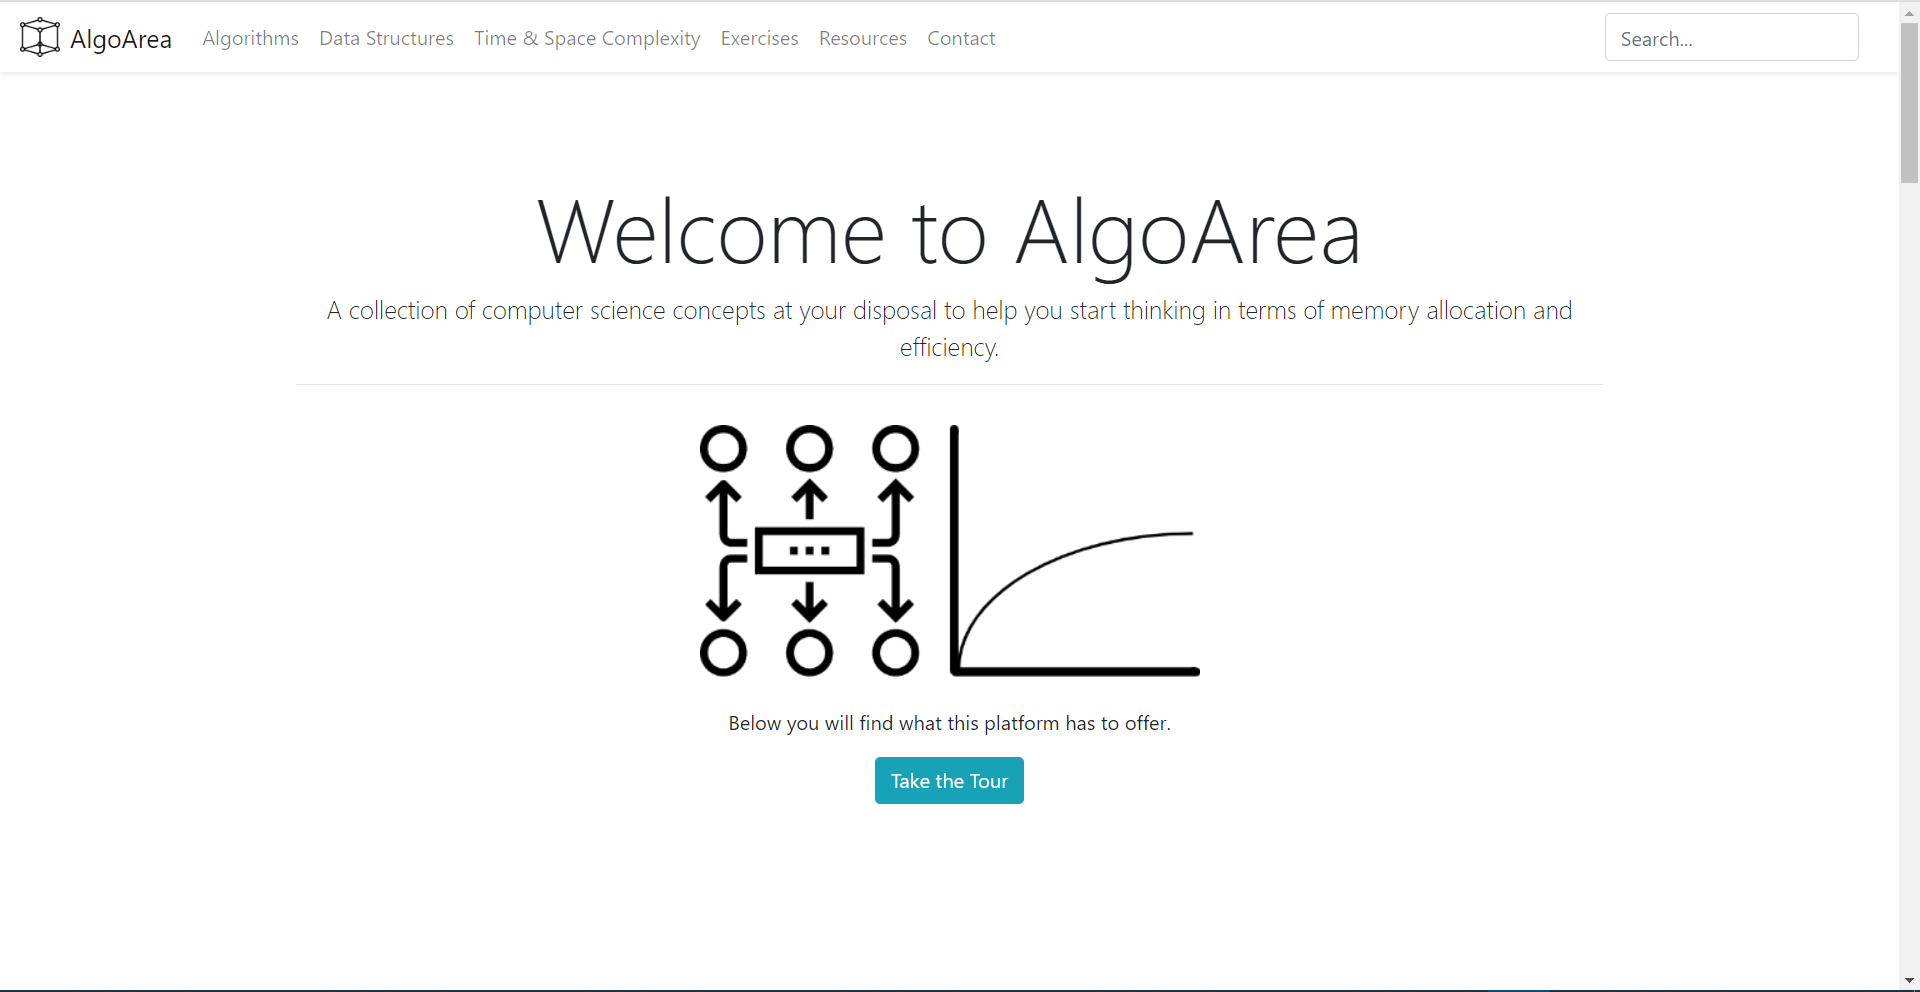 AlgoArea Algorithms Data Structures Time & Space Complexity Exercises Resources Contact Search...
Welcome to AlgoArea
A collection of computer science concepts at your disposal to help you start thinking in terms of memory allocation and
efficiency.
Below you will find what this platform has to offer.
Take the Tour